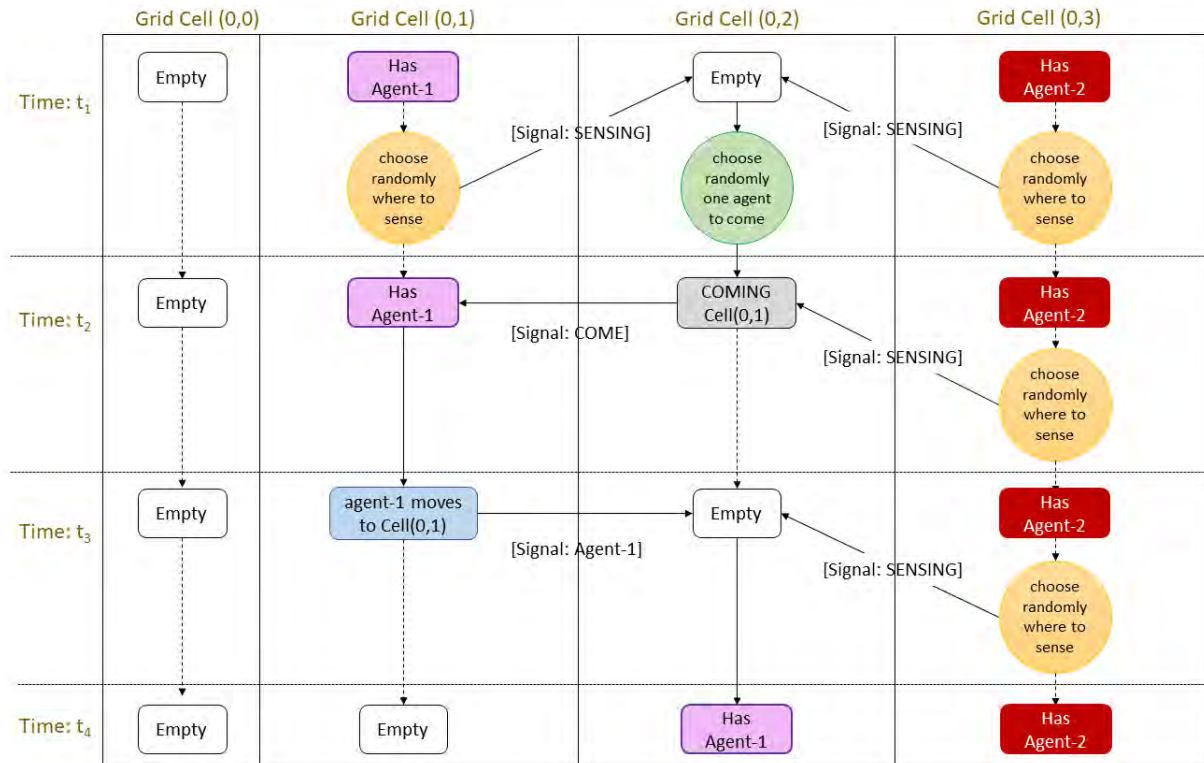 Grid Cell (0,0)
Grid Cell (0,1)
Grid Cell (0,2)
Grid Cell (0,3)
Time: t1
Empty
Has
Agent-1
Empty
Has
Agent-2
[Signal: SENSING]
[Signal: SENSING]
choose
randomly
where to
sense
choose
randomly
one agent
to come
choose
randomly
where to
sense
Time: t2
Empty
Has
Agent-1
COMING
Cell(0,1)
Has
Agent-2
[Signal: COME]
[Signal: SENSING]
choose
randomly
where to
sense
Time: t3
Empty
agent-1 moves
to Cell(0,1)
Empty
Has
Agent-2
[Signal: Agent-1]
[Signal: SENSING]
choose
randomly
where to
sense
Time: t4
Empty
Empty
Has
Agent-1
Has
Agent-2